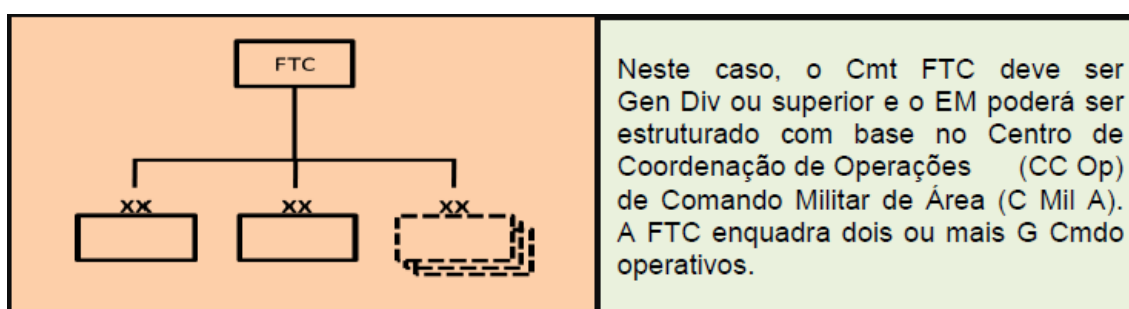 FTC
XX XX XX
Neste caso, o Cmt FTC deve ser
Gen Div ou superior e o EM poderá ser
estruturado com base no Centro de
Coordenação de Operações (CC Op)
de Comando Militar de Área (C Mil A).
A FTC enquadra dois ou mais G Cmdo
operativos.